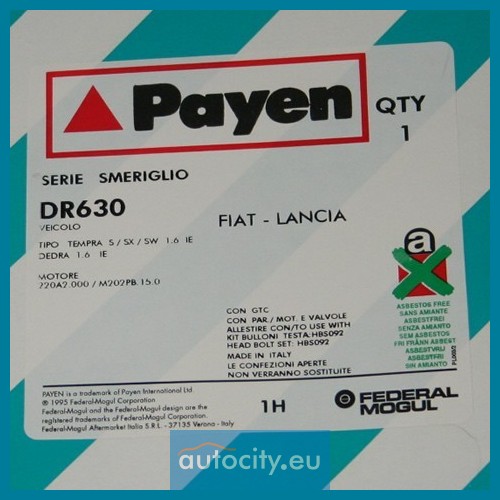 Payen
QTY
1
SERIE SMERIGLIO
DR630
VEICOLO
FIAT - LANCIA
TIPO TEMPRA S / SX / SW 1.6 IE
DEDRA 1.6 IE
MOTORE
220A2.000 / M202PB.15.0
a
ASBESTOS FREE
SANS AMIANTE
ASBESTFREI
SENZA AMIANTO
SEM ASBESTOS
FRI FRÅNN ASBEST
ASBESTVRIJ
ASBESTFRI
SIN AMIANTO
CON GTC
CON PAR./ MOT. E VALVOLE
ALLESTIRE CON/TO USE WITH
KIT BULLONI TESTA:HBS092
HEAD BOLT SET: HBS092
MADE IN ITALY
LE CONFEZIONI APERTE
NON VERRANNO SOSTITUITE
PAYEN is a trademark of Payen International Ltd
® 1995 Federal-Mogul Corporation
FEDERAL-MOGUL and the Federal-Mogul design are the
registered trademarks of Federal-Mogul Corporation
Federal-Mogul Aftermarket Italia S.R.L. - 37135 Verona - Italy
1H
FEDERAL
MOGUL
autocity.eu